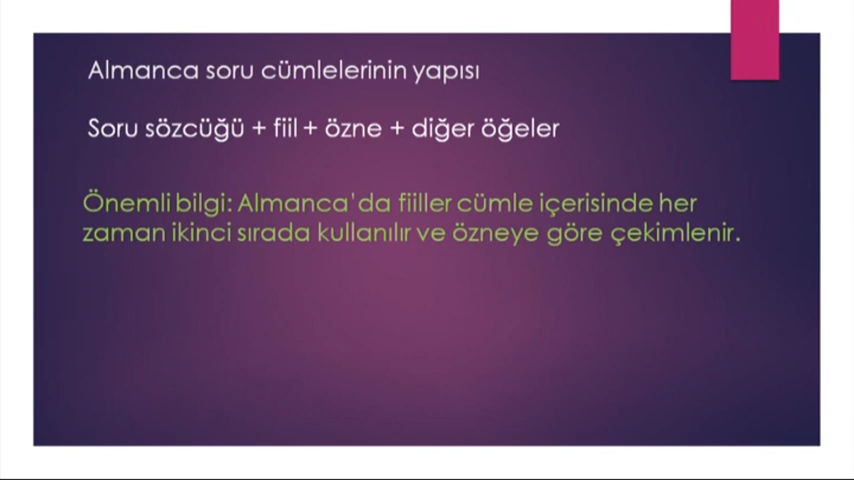 Almanca soru cümlelerinin yapısı
Soru sözcüğü + fiil + özne + diğer öğeler
Önemli bilgi: Almanca'da fiiller cümle içerisinde her
zaman ikinci sırada kullanılır ve özneye göre çekimlenir.